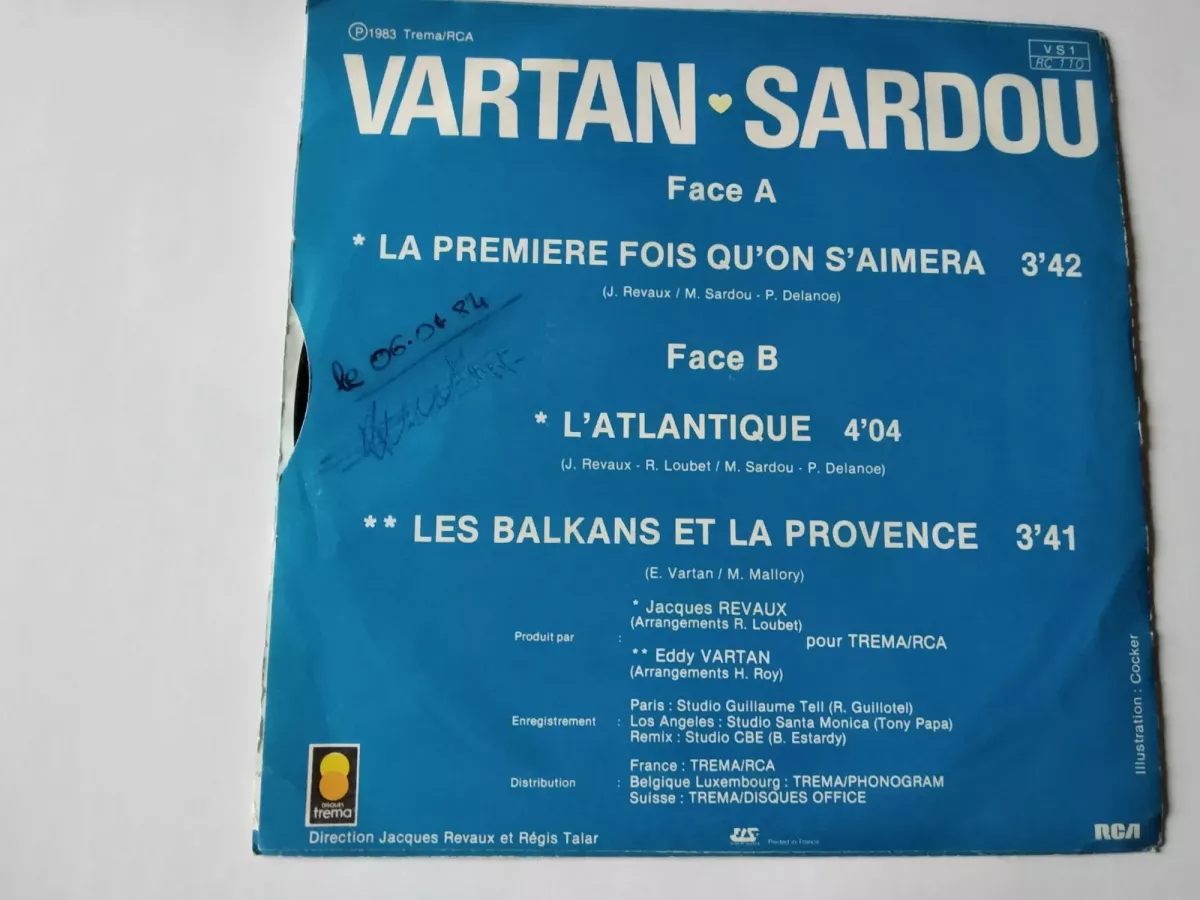 Ⓟ1983 Trema/RCA
VS1
RC 110
VARTAN SARDOU
Face A
* LA PREMIERE FOIS QU'ON S'AIMERA 3'42
(J. Revaux / M. Sardou - P. Delanoe)
le 06.01.84
Face B
* L'ATLANTIQUE 4'04
(J. Revaux - R. Loubet / M. Sardou - P. Delanoe)
** LES BALKANS ET LA PROVENCE 3'41
(E. Vartan / M. Mallory)
* Jacques REVAUX
(Arrangements R. Loubet)
Produit par : pour TREMA/RCA
** Eddy VARTAN
(Arrangements H. Roy)
Paris : Studio Guillaume Tell (R. Guillotel)
Enregistrement : Los Angeles : Studio Santa Monica (Tony Papa)
Remix : Studio CBE (B. Estardy)
France : TREMA/RCA
Distribution : Belgique Luxembourg : TREMA/PHONOGRAM
Suisse : TREMA/DISQUES OFFICE
Illustration : Cocker
DISQUES
trema
Direction Jacques Revaux et Régis Talar
Printed in France
RCA